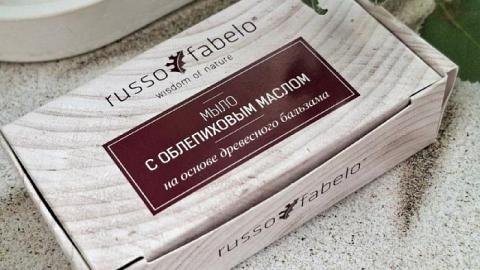 russo fabelo®
wisdom of nature
МЫЛО
С ОБЛЕПИХОВЫМ МАСЛОМ
на основе древесного бальзама
russo fabelo®